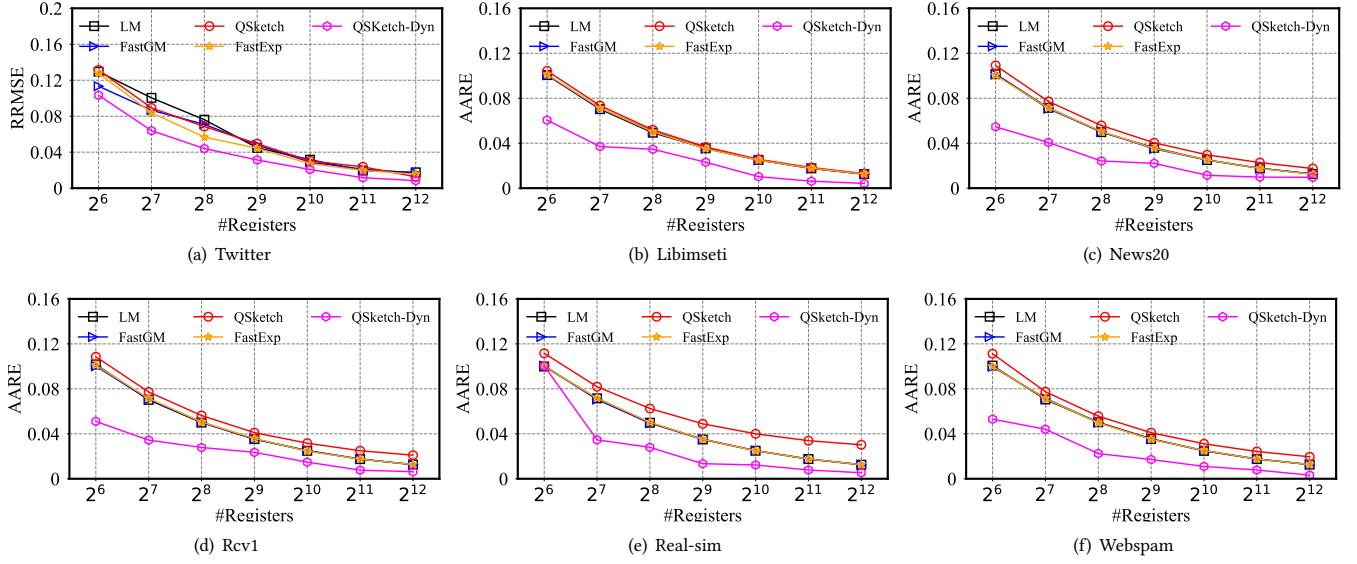 0.2
0.16
0.12
0.08
0.04
0
RRMSE
LM QSketch QSKetch-Dyn
FastGM FastExp
2^6 2^7 2^8 2^9 2^10 2^11 2^12
#Registers
(a) Twitter
0.16
0.12
0.08
0.04
0
AARE
LM QSketch QSketch-Dyn
FastGM FastExp
2^6 2^7 2^8 2^9 2^10 2^11 2^12
#Registers
(b) Libimseti
0.16
0.12
0.08
0.04
0
AARE
LM QSketch QSketch-Dyn
FastGM FastExp
2^6 2^7 2^8 2^9 2^10 2^11 2^12
#Registers
(c) News20
0.16
0.12
0.08
0.04
0
AARE
LM QSketch QSketch-Dyn
FastGM FastExp
2^6 2^7 2^8 2^9 2^10 2^11 2^12
#Registers
(d) Rcv1
0.16
0.12
0.08
0.04
0
AARE
LM QSketch QSketch-Dyn
FastGM FastExp
2^6 2^7 2^8 2^9 2^10 2^11 2^12
#Registers
(e) Real-sim
0.16
0.12
0.08
0.04
0
AARE
LM QSketch QSketch-Dyn
FastGM FastExp
2^6 2^7 2^8 2^9 2^10 2^11 2^12
#Registers
(f) Webspam